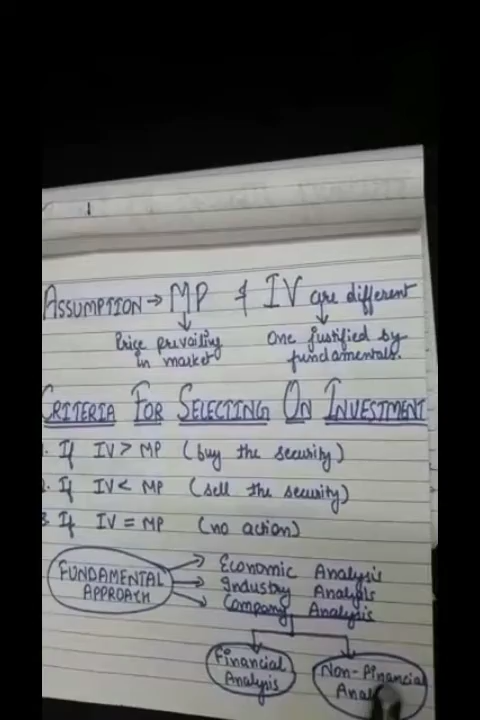 ASSUMPTION → MP & IV are different
Price prevailing
in market
One justified by
fundamentals.
CRITERIA FOR SELECTING ON INVESTMENT
1. If IV > MP (buy the security)
2. If IV < MP (sell the security)
3. If IV = MP (no action)
FUNDAMENTAL
APPROACH
Economic Analysis
Industry Analysis
Company Analysis
Financial
Analysis
Non-Financial